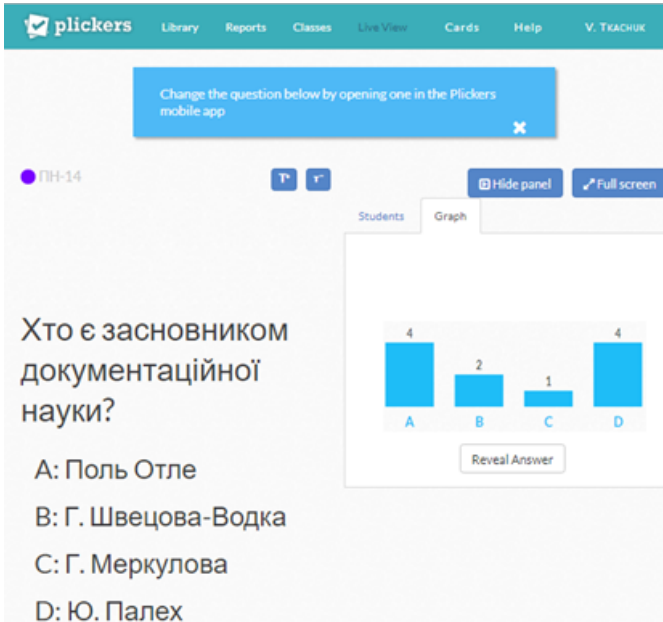 plickers Library Reports Classes Live View Cards Help V. TKACHUK
Change the question below by opening one in the Plickers
mobile app
ПН-14
T+ T- Hide panel Full screen
Students Graph
4 2 1 4
A B C D
Reveal Answer
Хто є засновником
документаційної
науки?
A: Поль Отле
B: Г. Швецова-Водка
C: Г. Меркулова
D: Ю. Палех